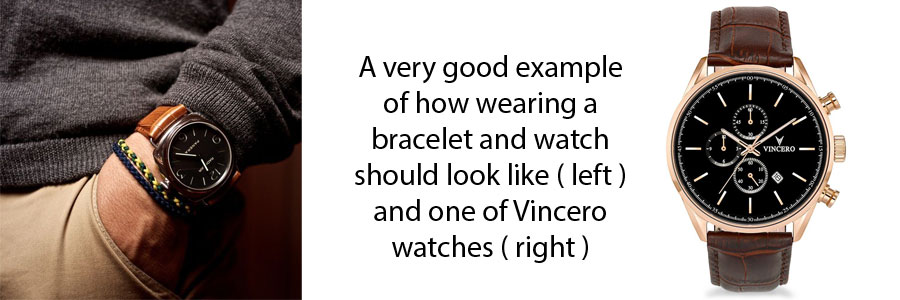 A very good example
of how wearing a
bracelet and watch
should look like ( left )
and one of Vincero
watches ( right )
VINCERO